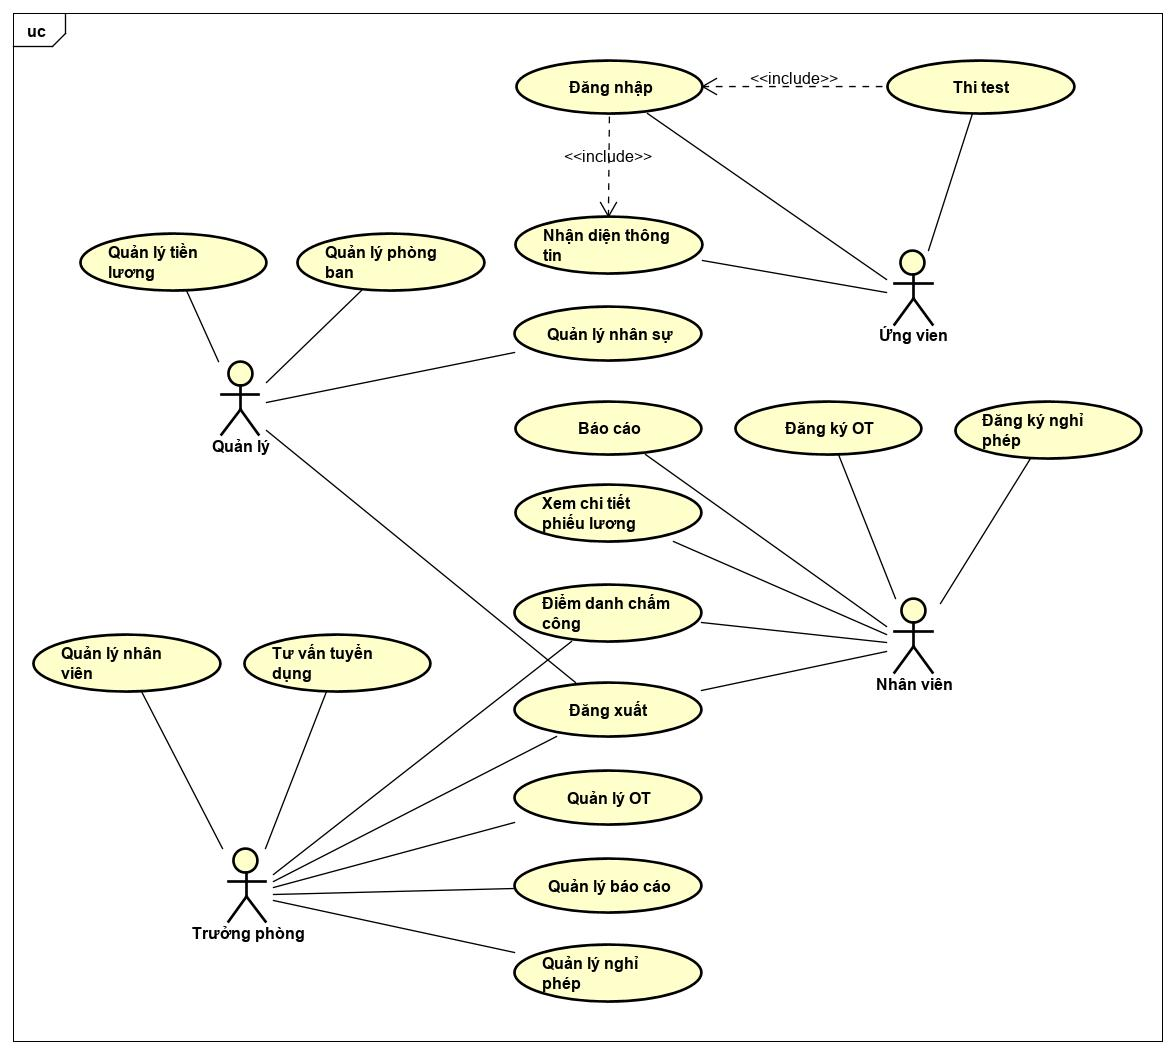 uc
Đăng nhập
<<include>>
Thi test
<<include>>
Nhận diện thông
tin
Quản lý tiền
lương
Quản lý phòng
ban
Ứng vien
Quản lý nhân sự
Quản lý
Báo cáo
Đăng ký OT
Đăng ký nghỉ
phép
Xem chi tiết
phiếu lương
Điểm danh chấm
công
Nhân viên
Quản lý nhân
viên
Tư vấn tuyển
dụng
Đăng xuất
Quản lý OT
Quản lý báo cáo
Trưởng phòng
Quản lý nghỉ
phép